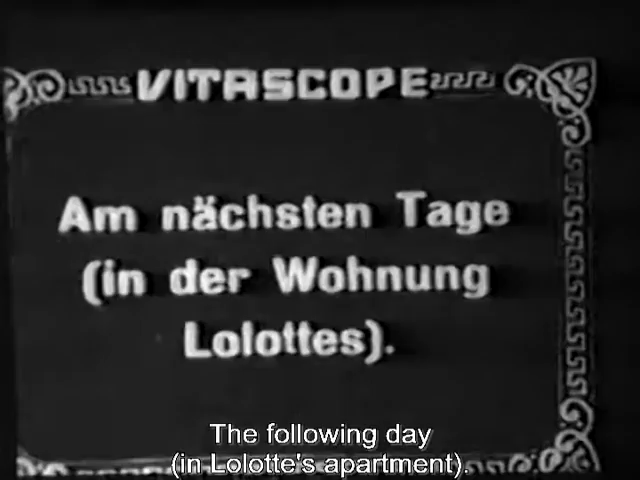 VITASCOPE
Am nächsten Tage
(in der Wohnung
Lolottes).
The following day
(in Lolotte's apartment).